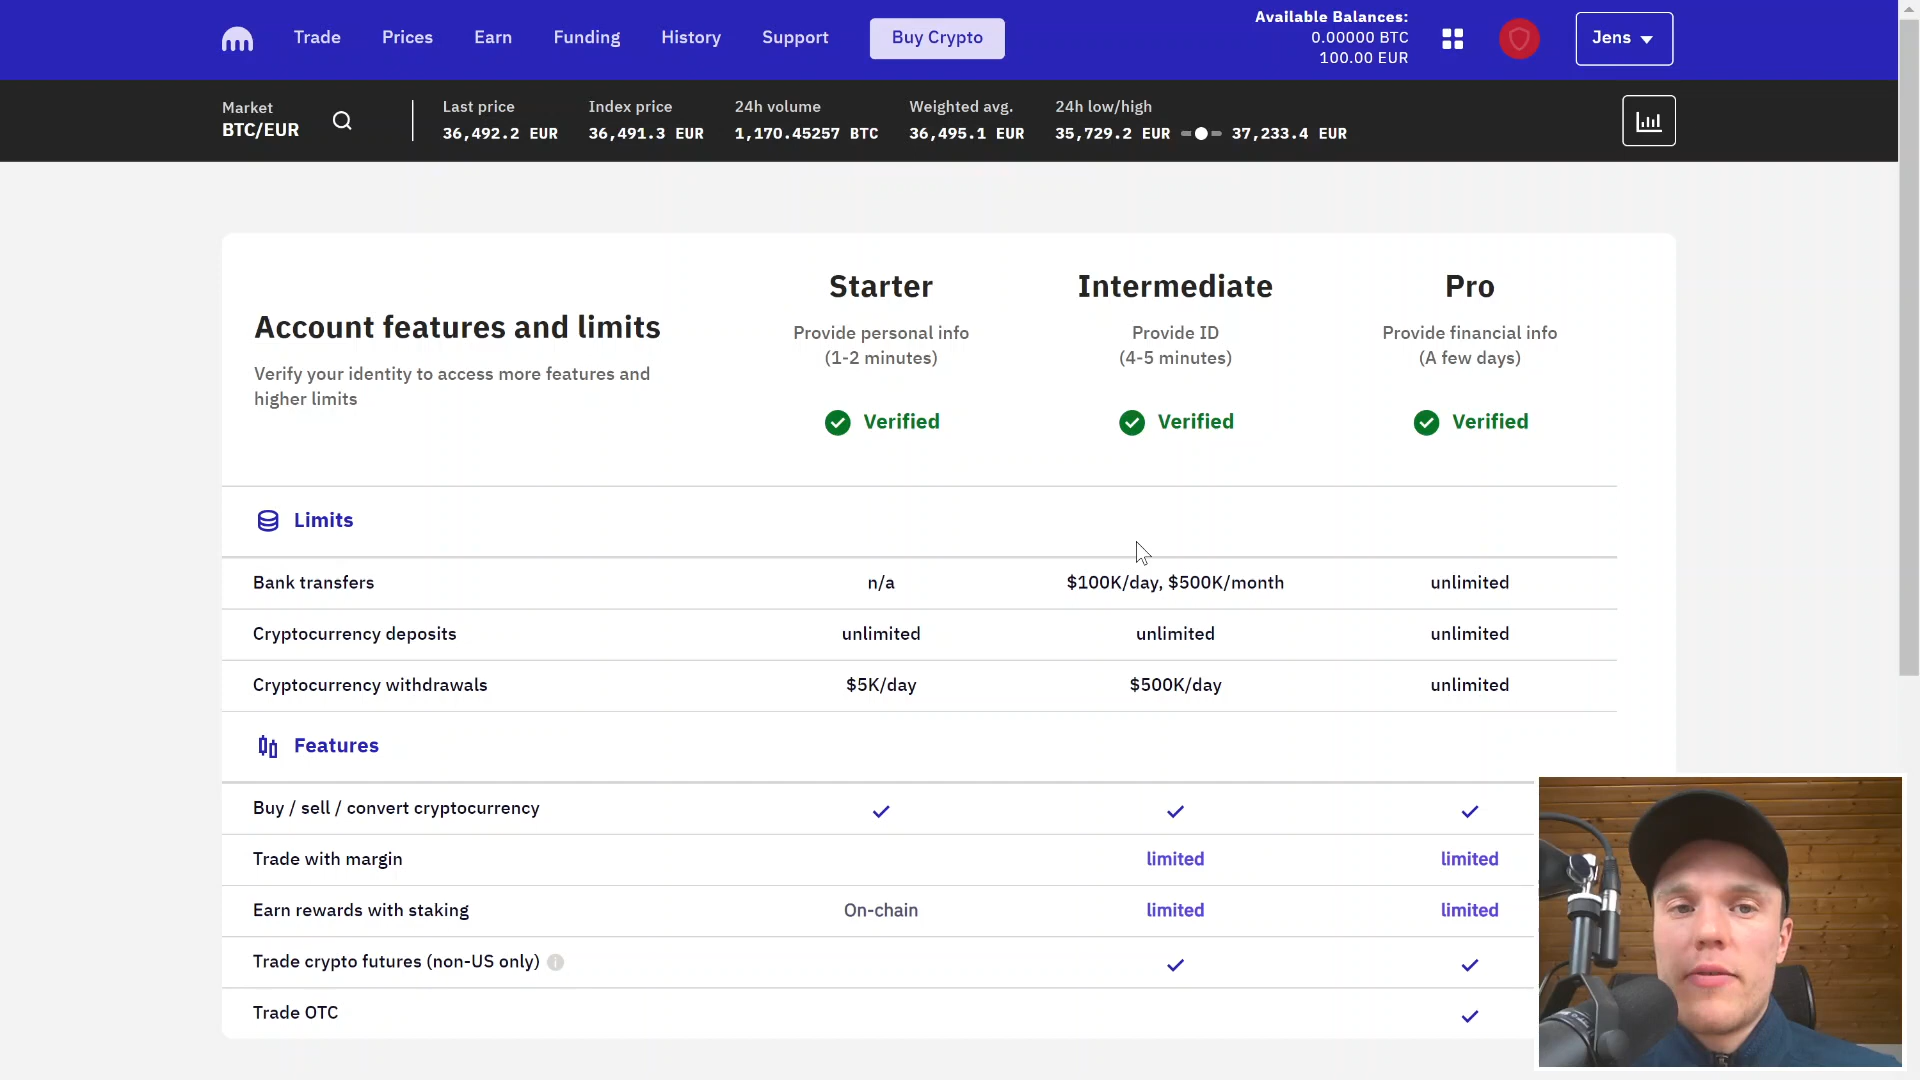 Trade Prices Earn Funding History Support Buy Crypto
Available Balances:
0.00000 BTC
100.00 EUR
Jens
Market
BTC/EUR
Last price
36,492.2 EUR
Index price
36,491.3 EUR
24h volume
1,170.45257 BTC
Weighted avg.
36,495.1 EUR
24h low/high
35,729.2 EUR 37,233.4 EUR
Account features and limits
Verify your identity to access more features and
higher limits
Starter
Provide personal info
(1-2 minutes)
Verified
Intermediate
Provide ID
(4-5 minutes)
Verified
Pro
Provide financial info
(A few days)
Verified
Limits
Bank transfers n/a $100K/day, $500K/month unlimited
Cryptocurrency deposits unlimited unlimited unlimited
Cryptocurrency withdrawals $5K/day $500K/day unlimited
Features
Buy / sell / convert cryptocurrency
Trade with margin limited limited
Earn rewards with staking On-chain limited limited
Trade crypto futures (non-US only)
Trade OTC